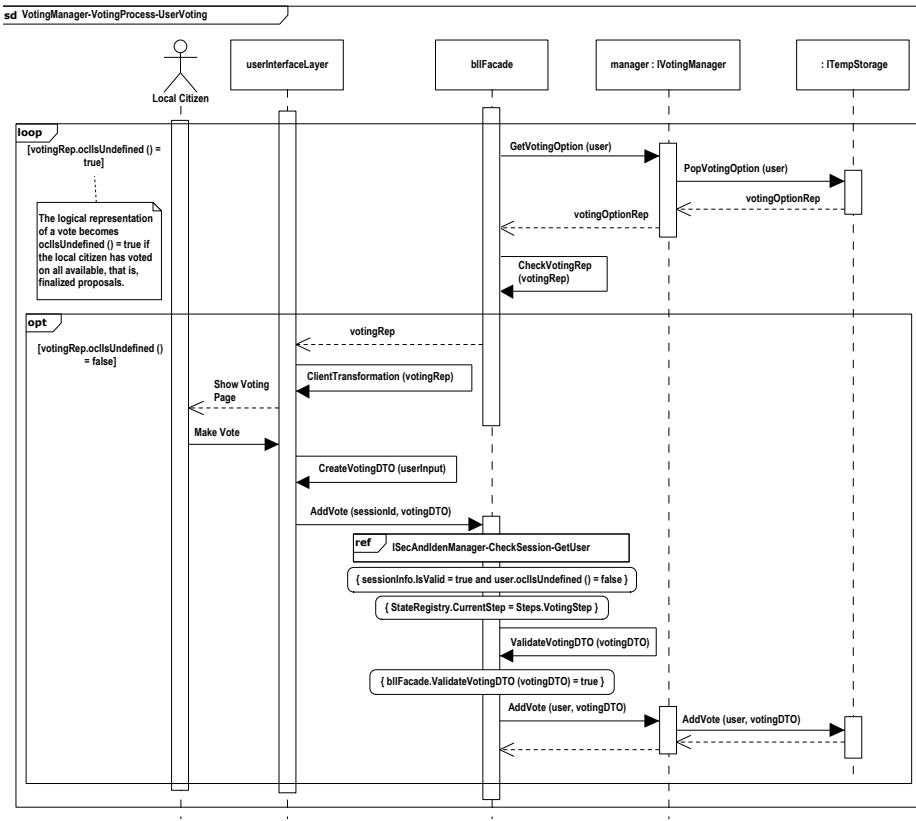 sd VotingManager-VotingProcess-UserVoting
userInterfaceLayer
bllFacade
manager : IVotingManager
: ITempStorage
Local Citizen
loop
[votingRep.oclIsUndefined () =
true]
GetVotingOption (user)
PopVotingOption (user)
votingOptionRep
votingOptionRep
The logical representation
of a vote becomes
oclIsUndefined () = true if
the local citizen has voted
on all available, that is,
finalized proposals.
CheckVotingRep
(votingRep)
opt
[votingRep.oclIsUndefined ()
= false]
votingRep
ClientTransformation (votingRep)
Show Voting
Page
Make Vote
CreateVotingDTO (userInput)
AddVote (sessionId, votingDTO)
ref ISecAndIdenManager-CheckSession-GetUser
{ sessionInfo.IsValid = true and user.oclIsUndefined () = false }
{ StateRegistry.CurrentStep = Steps.VotingStep }
ValidateVotingDTO (votingDTO)
{ bllFacade.ValidateVotingDTO (votingDTO) = true }
AddVote (user, votingDTO)
AddVote (user, votingDTO)